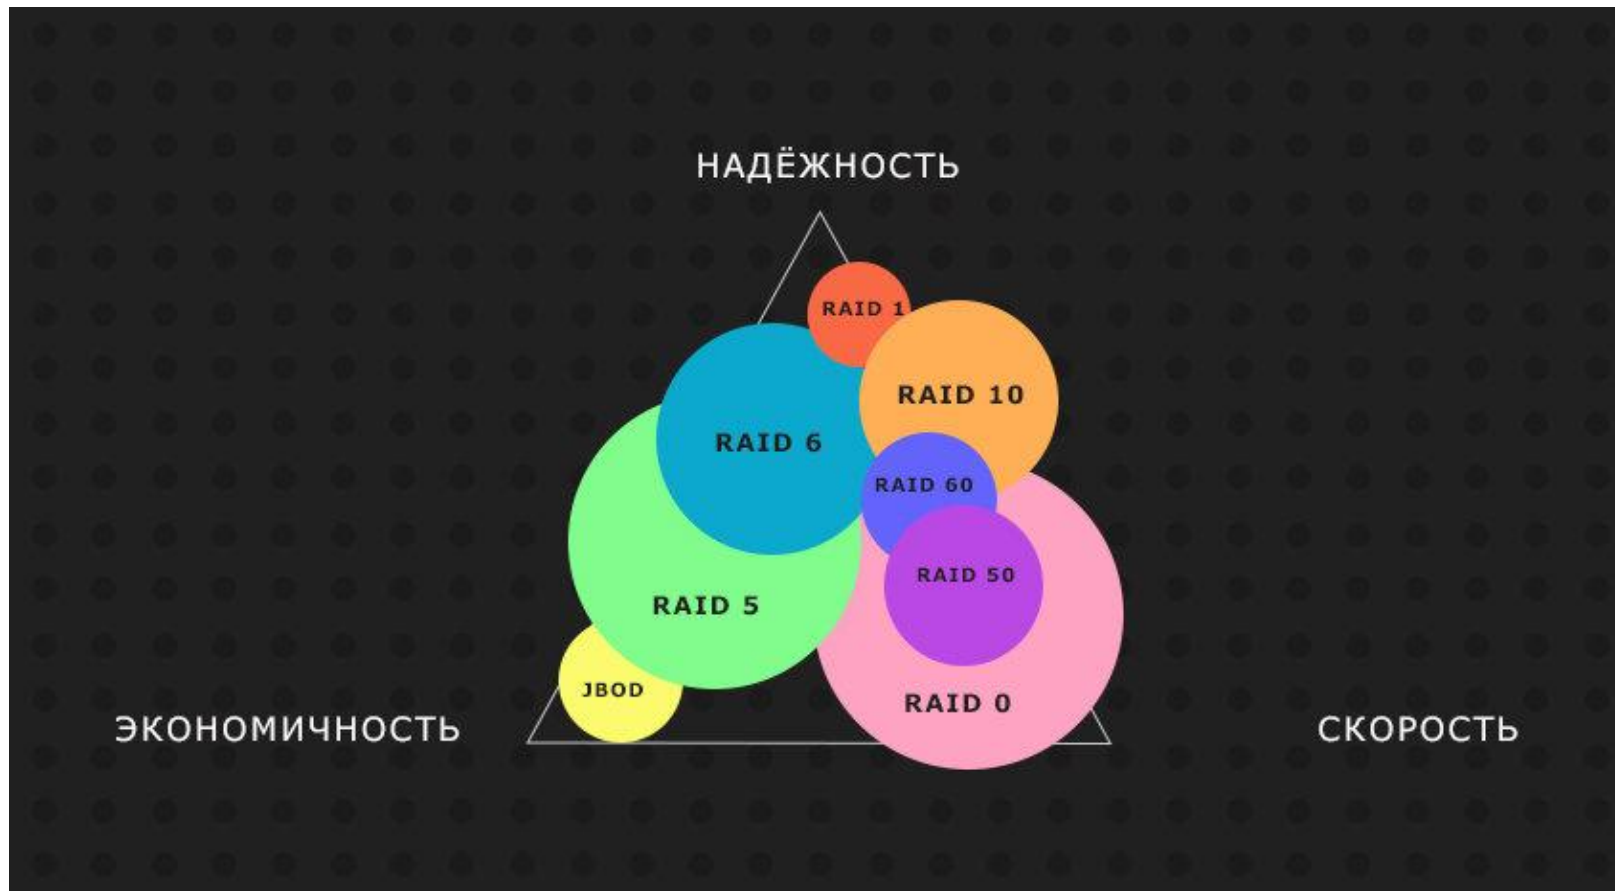 НАДЁЖНОСТЬ
RAID 1
RAID 10
RAID 6
RAID 60
RAID 50
RAID 5
JBOD
RAID 0
ЭКОНОМИЧНОСТЬ
СКОРОСТЬ